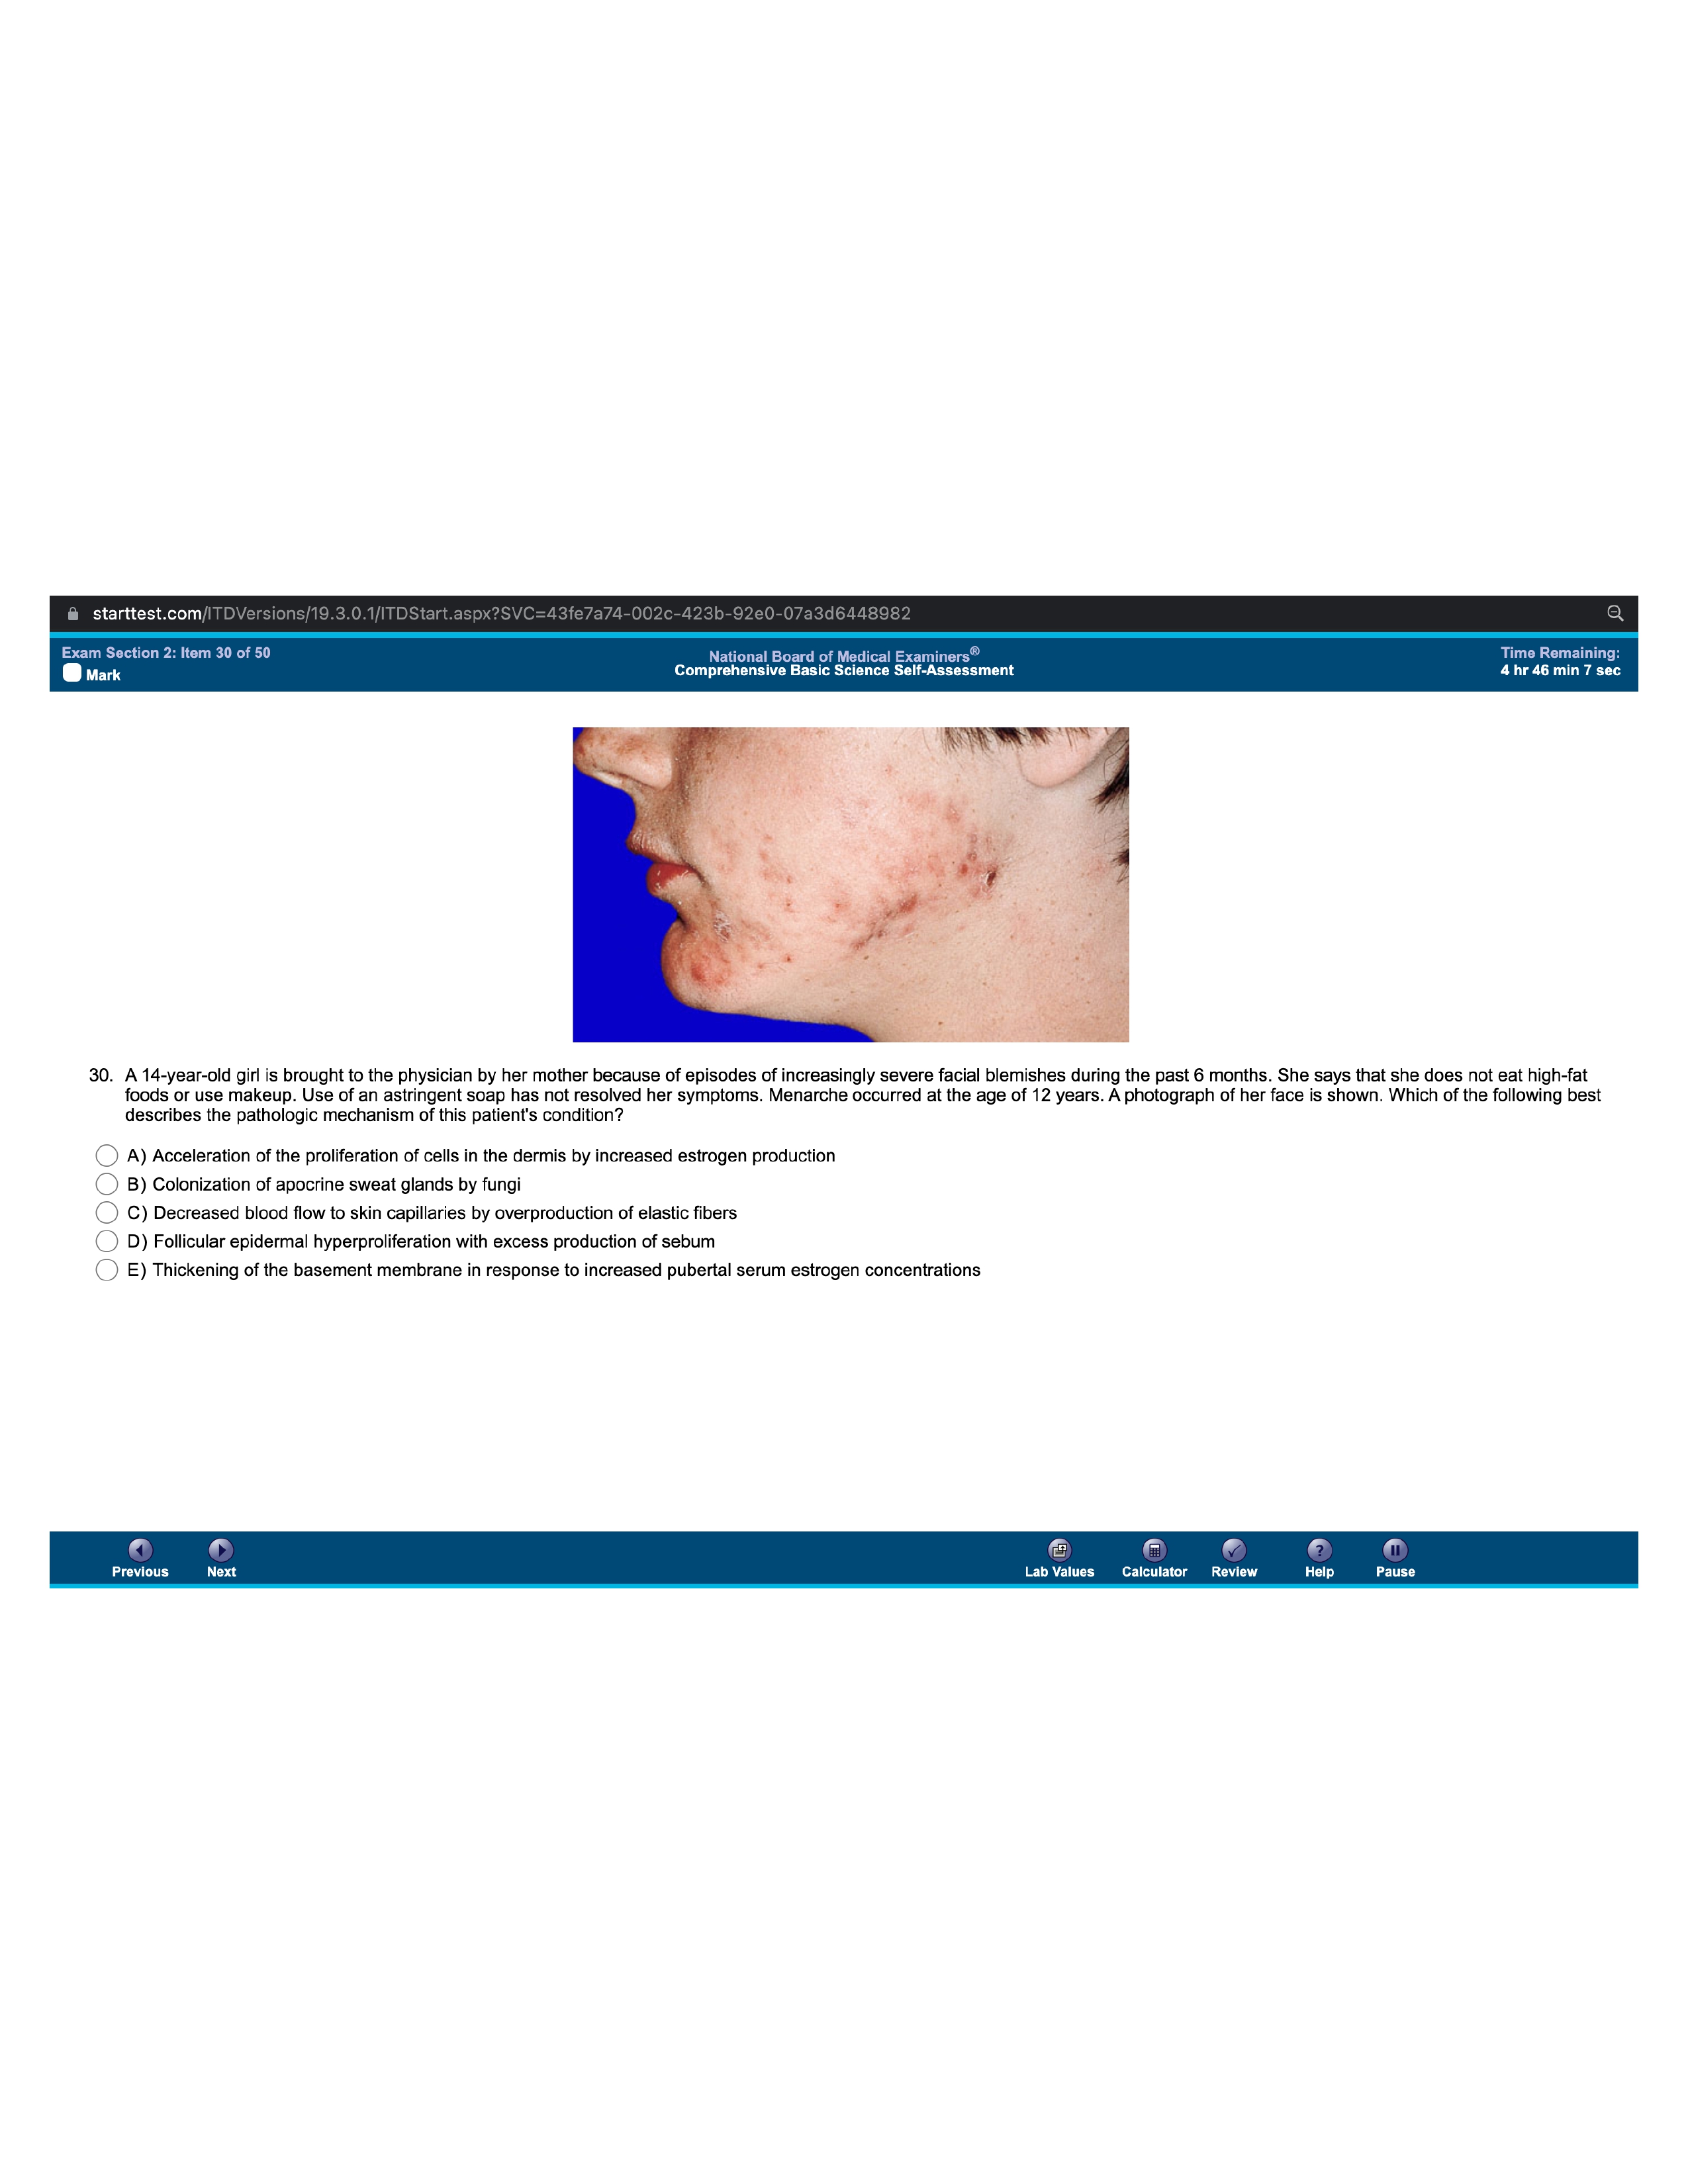 starttest.com/ITDVersions/19.3.0.1/ITDStart.aspx?SVC=43fe7a74-002c-423b-92e0-07a3d6448982
Exam Section 2: Item 30 of 50
National Board of Medical Examiners®
Time Remaining:
Mark
Comprehensive Basic Science Self-Assessment
4 hr 46 min 7 sec
30. A 14-year-old girl is brought to the physician by her mother because of episodes of increasingly severe facial blemishes during the past 6 months. She says that she does not eat high-fat
foods or use makeup. Use of an astringent soap has not resolved her symptoms. Menarche occurred at the age of 12 years. A photograph of her face is shown. Which of the following best
describes the pathologic mechanism of this patient's condition?
A) Acceleration of the proliferation of cells in the dermis by increased estrogen production
B) Colonization of apocrine sweat glands by fungi
C) Decreased blood flow to skin capillaries by overproduction of elastic fibers
D) Follicular epidermal hyperproliferation with excess production of sebum
E) Thickening of the basement membrane in response to increased pubertal serum estrogen concentrations
Previous Next Lab Values Calculator Review Help Pause